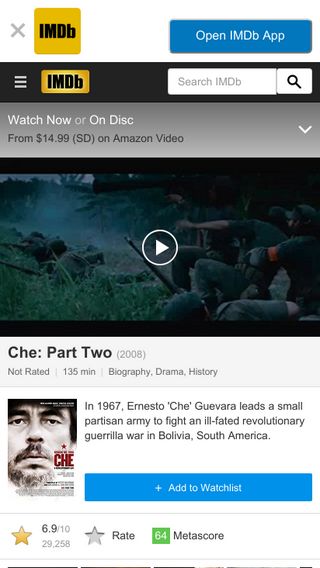 IMDb
Open IMDb App
IMDb
Search IMDb
Watch Now or On Disc
From $14.99 (SD) on Amazon Video
Che: Part Two (2008)
Not Rated | 135 min | Biography, Drama, History
In 1967, Ernesto 'Che' Guevara leads a small
partisan army to fight an ill-fated revolutionary
guerrilla war in Bolivia, South America.
CHE
+ Add to Watchlist
6.9/10
29,258
Rate
64 Metascore